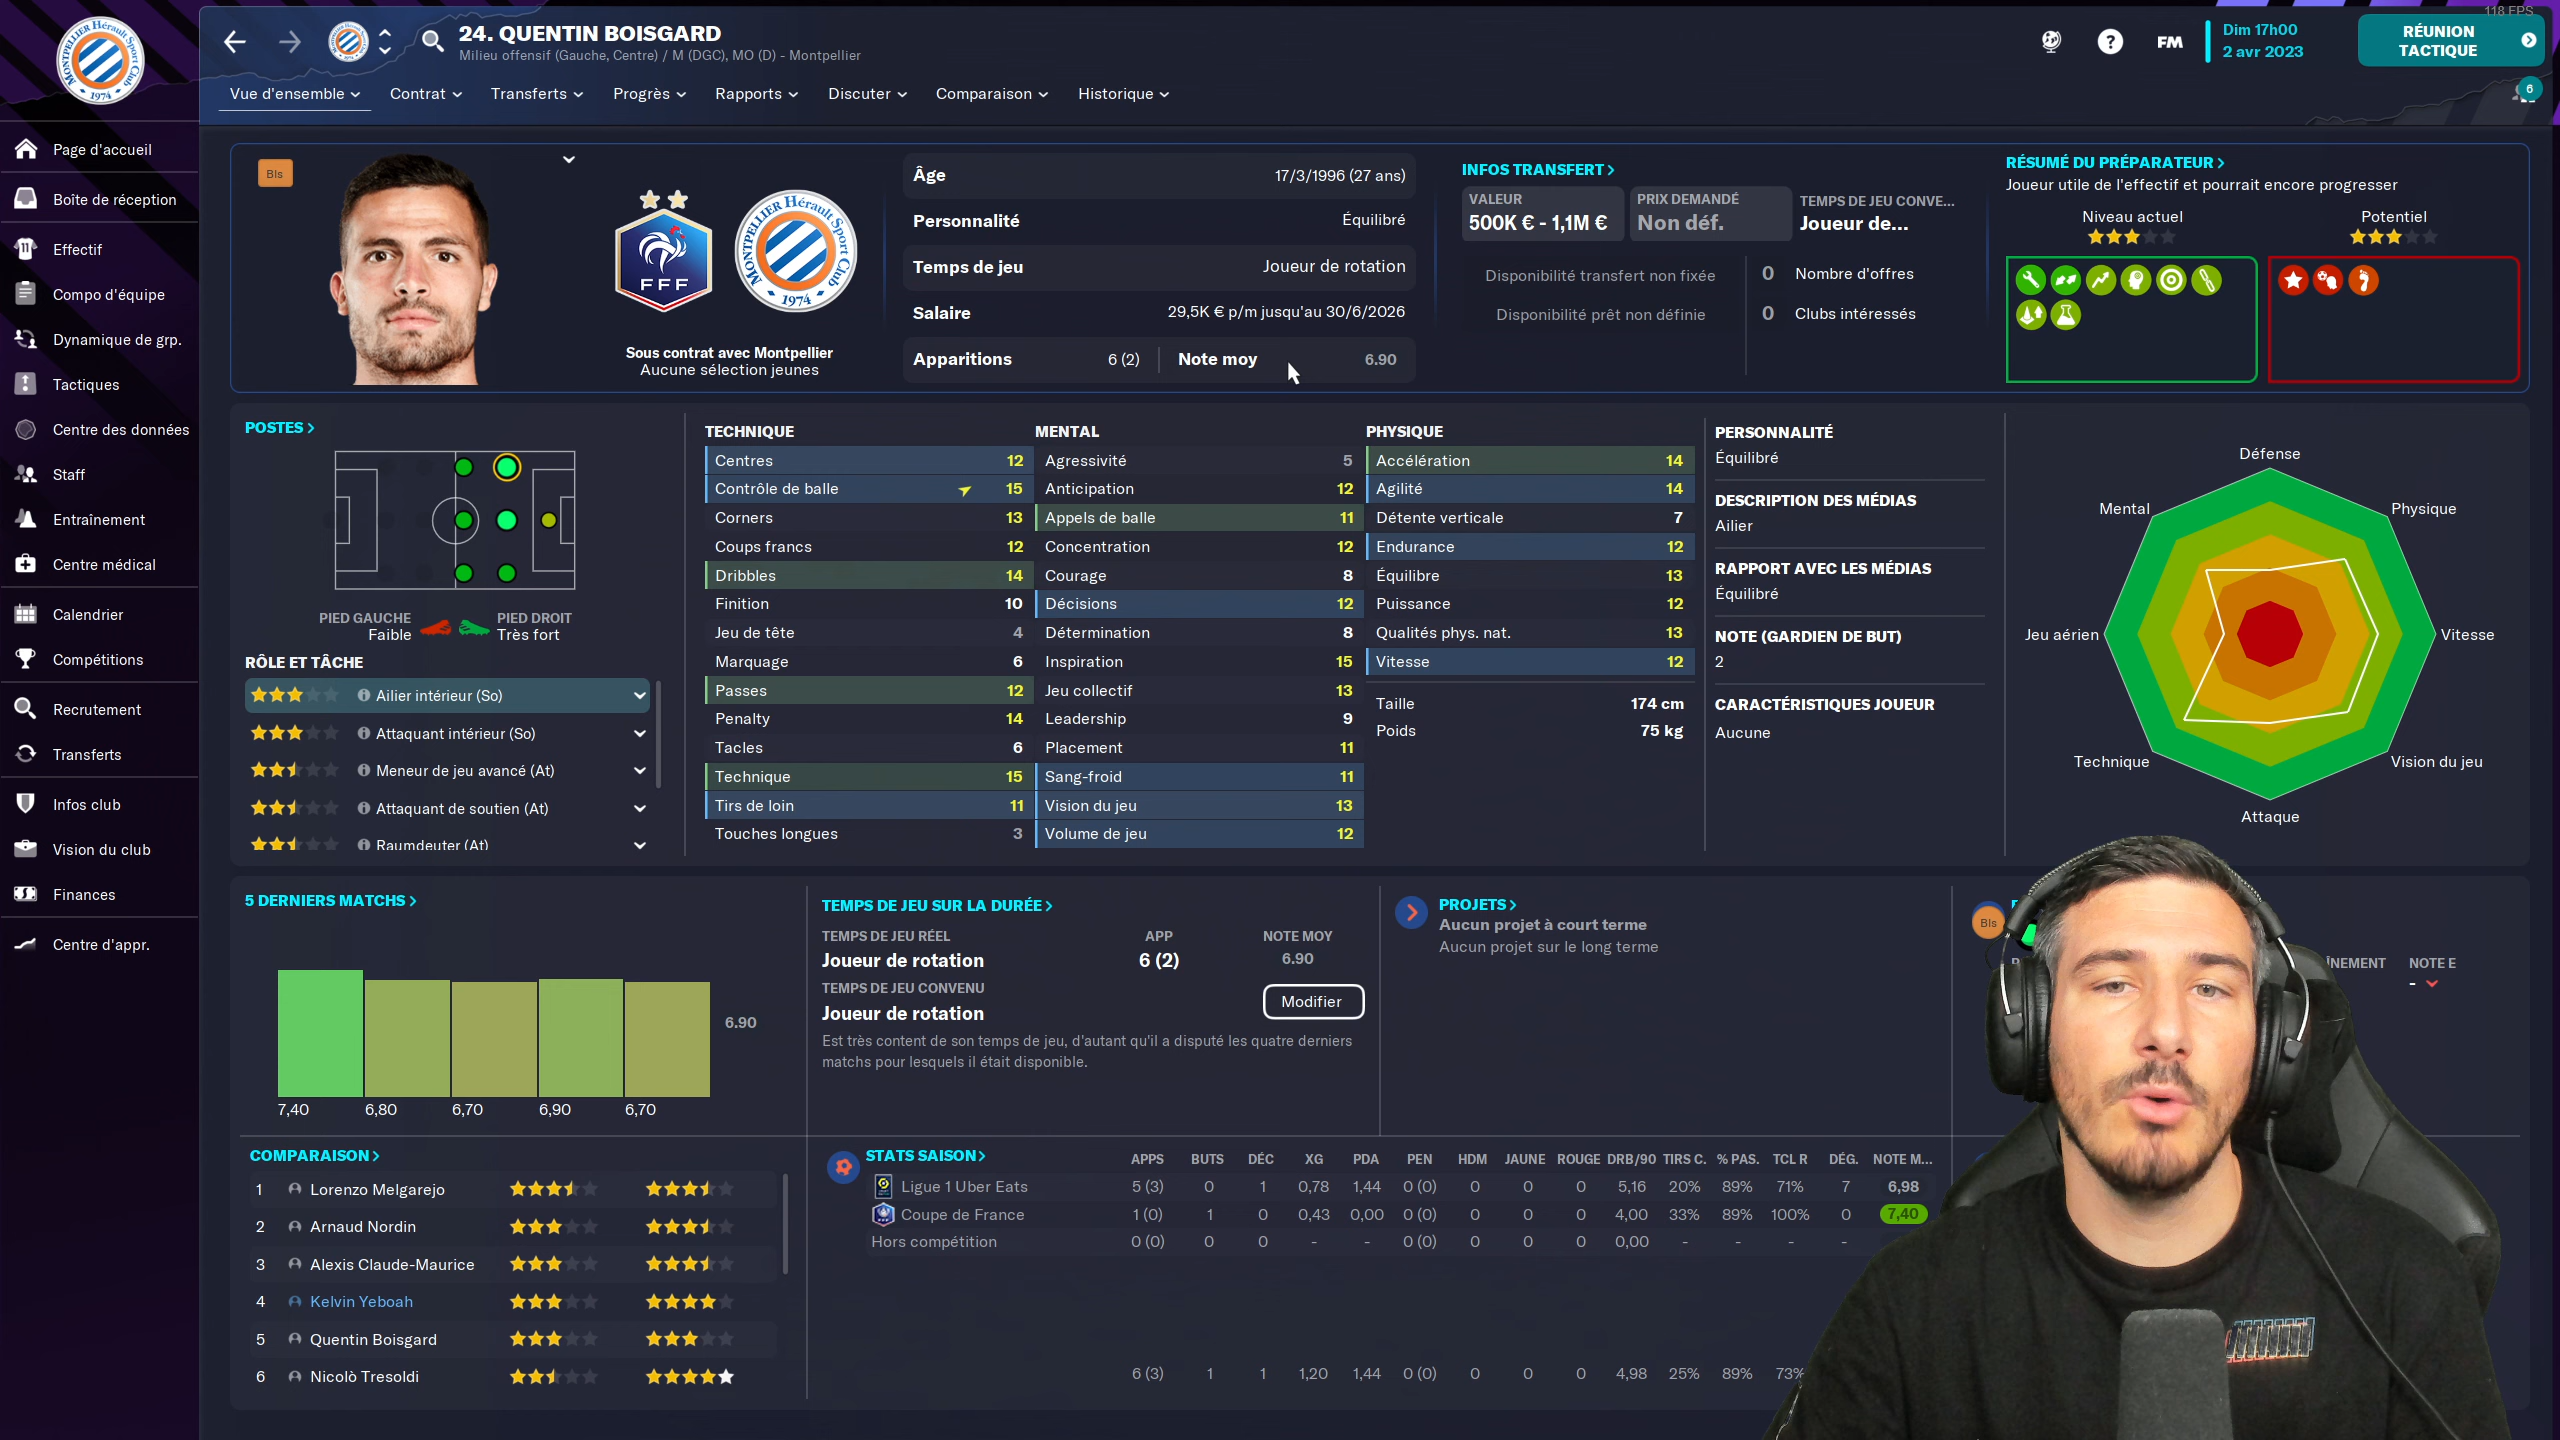 118 FPS
24. QUENTIN BOISGARD
Milieu offensif (Gauche, Centre) / M (DGC), MO (D) - Montpellier
FM
Dim 17h00
2 avr 2023
RÉUNION
TACTIQUE
6
Vue d'ensemble
Contrat
Transferts
Progrès
Rapports
Discuter
Comparaison
Historique
MONTPELLIER Hérault Sport Club
1974
Page d'accueil
Boîte de réception
Effectif
Compo d'équipe
Dynamique de grp.
Tactiques
Centre des données
Staff
Entraînement
Centre médical
Calendrier
Compétitions
Recrutement
Transferts
Infos club
Vision du club
Finances
Centre d'appr.
Bls
FFF
MONTPELLIER Hérault Sport Club
1974
Sous contrat avec Montpellier
Aucune sélection jeunes
Âge 17/3/1996 (27 ans)
Personnalité Équilibré
Temps de jeu Joueur de rotation
Salaire 29,5K € p/m jusqu'au 30/6/2026
Apparitions 6 (2) Note moy 6.90
INFOS TRANSFERT
VALEUR
500K € - 1,1M €
PRIX DEMANDÉ
Non déf.
TEMPS DE JEU CONVE...
Joueur de...
Disponibilité transfert non fixée
Disponibilité prêt non définie
0 Nombre d'offres
0 Clubs intéressés
RÉSUMÉ DU PRÉPARATEUR
Joueur utile de l'effectif et pourrait encore progresser
Niveau actuel
Potentiel
POSTES
PIED GAUCHE
Faible
PIED DROIT
Très fort
RÔLE ET TÂCHE
Ailier intérieur (So)
Attaquant intérieur (So)
Meneur de jeu avancé (At)
Attaquant de soutien (At)
Raumdeuter (At)
TECHNIQUE
Centres 12
Contrôle de balle 15
Corners 13
Coups francs 12
Dribbles 14
Finition 10
Jeu de tête 4
Marquage 6
Passes 12
Penalty 14
Tacles 6
Technique 15
Tirs de loin 11
Touches longues 3
MENTAL
Agressivité 5
Anticipation 12
Appels de balle 11
Concentration 12
Courage 8
Décisions 12
Détermination 8
Inspiration 15
Jeu collectif 13
Leadership 9
Placement 11
Sang-froid 11
Vision du jeu 13
Volume de jeu 12
PHYSIQUE
Accélération 14
Agilité 14
Détente verticale 7
Endurance 12
Équilibre 13
Puissance 12
Qualités phys. nat. 13
Vitesse 12
Taille 174 cm
Poids 75 kg
PERSONNALITÉ
Équilibré
DESCRIPTION DES MÉDIAS
Ailier
RAPPORT AVEC LES MÉDIAS
Équilibré
NOTE (GARDIEN DE BUT)
2
CARACTÉRISTIQUES JOUEUR
Aucune
Défense
Mental
Physique
Jeu aérien
Vitesse
Technique
Vision du jeu
Attaque
5 DERNIERS MATCHS
6.90
7,40 6,80 6,70 6,90 6,70
TEMPS DE JEU SUR LA DURÉE
TEMPS DE JEU RÉEL
Joueur de rotation
APP
6 (2)
NOTE MOY
6.90
TEMPS DE JEU CONVENU
Joueur de rotation
Modifier
Est très content de son temps de jeu, d'autant qu'il a disputé les quatre derniers
matchs pour lesquels il était disponible.
PROJETS
Aucun projet à court terme
Aucun projet sur le long terme
Bls
ÎNEMENT NOTE E
-
COMPARAISON
1 Lorenzo Melgarejo
2 Arnaud Nordin
3 Alexis Claude-Maurice
4 Kelvin Yeboah
5 Quentin Boisgard
6 Nicolò Tresoldi
STATS SAISON APPS BUTS DÉC XG PDA PEN HDM JAUNE ROUGE DRB/90 TIRS C. % PAS. TCL R DÉG. NOTE M...
Ligue 1 Uber Eats 5 (3) 0 1 0,78 1,44 0 (0) 0 0 0 5,16 20% 89% 71% 7 6,98
Coupe de France 1 (0) 1 0 0,43 0,00 0 (0) 0 0 0 4,00 33% 89% 100% 0 7,40
Hors compétition 0 (0) 0 0 - - 0 (0) 0 0 0 0,00 - - - -
6 (3) 1 1 1,20 1,44 0 (0) 0 0 0 4,98 25% 89% 73%